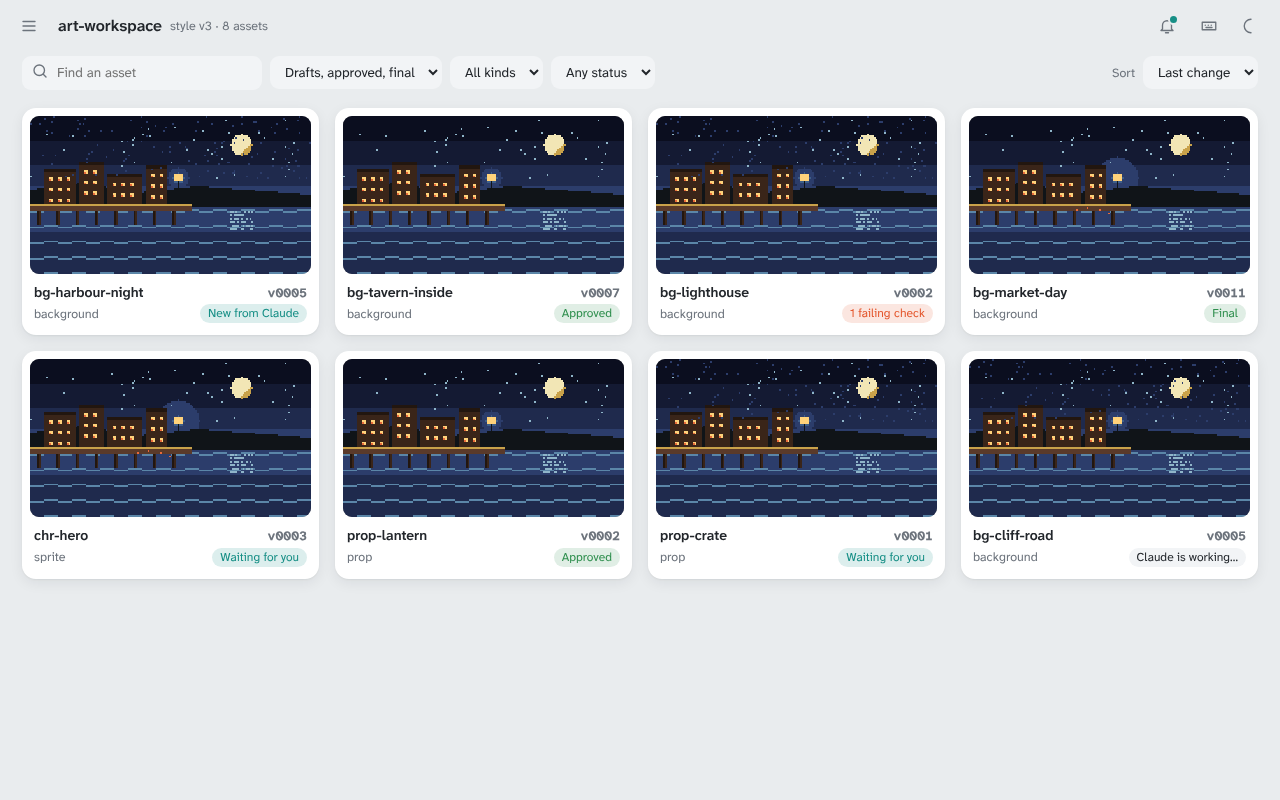 art-workspace style v3 · 8 assets
Find an asset
Drafts, approved, final
All kinds
Any status
Sort
Last change
bg-harbour-night v0005
background New from Claude
bg-tavern-inside v0007
background Approved
bg-lighthouse v0002
background 1 failing check
bg-market-day v0011
background Final
chr-hero v0003
sprite Waiting for you
prop-lantern v0002
prop Approved
prop-crate v0001
prop Waiting for you
bg-cliff-road v0005
background Claude is working…